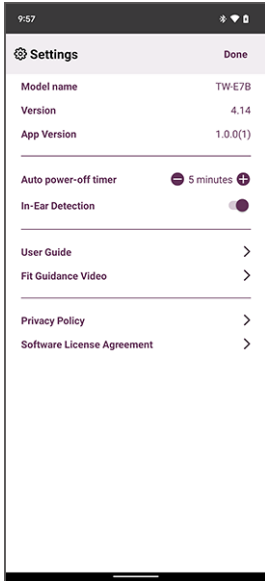 9:57
Settings Done
Model name TW-E7B
Version 4.14
App Version 1.0.0(1)
Auto power-off timer 5 minutes
In-Ear Detection
User Guide
Fit Guidance Video
Privacy Policy
Software License Agreement